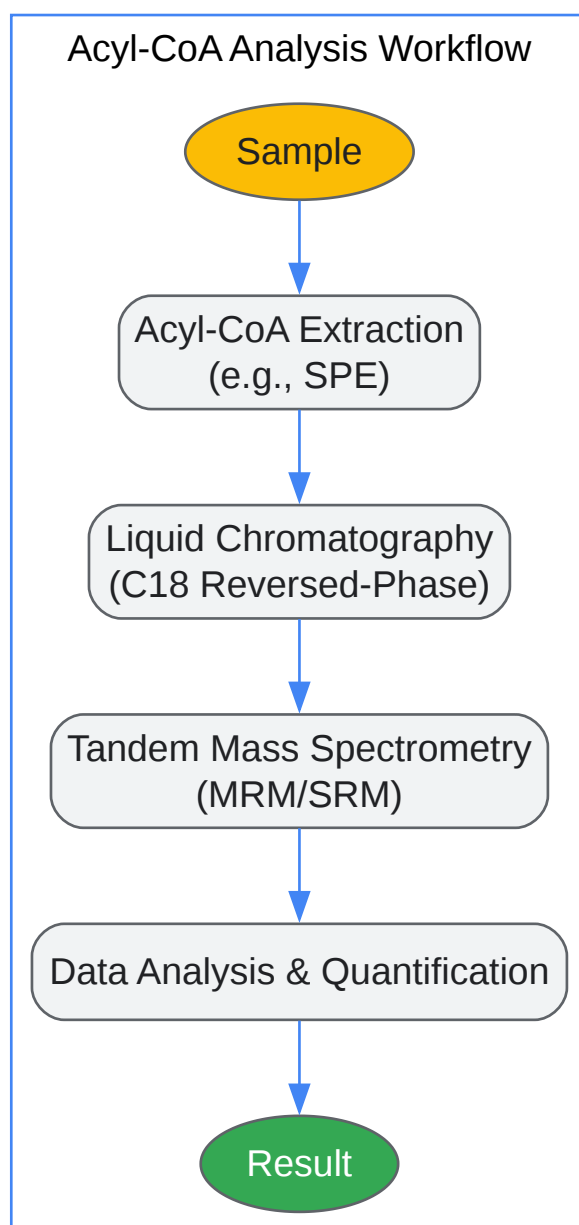 Acyl-CoA Analysis Workflow
Sample
Acyl-CoA Extraction
(e.g., SPE)
Liquid Chromatography
(C18 Reversed-Phase)
Tandem Mass Spectrometry
(MRM/SRM)
Data Analysis & Quantification
Result